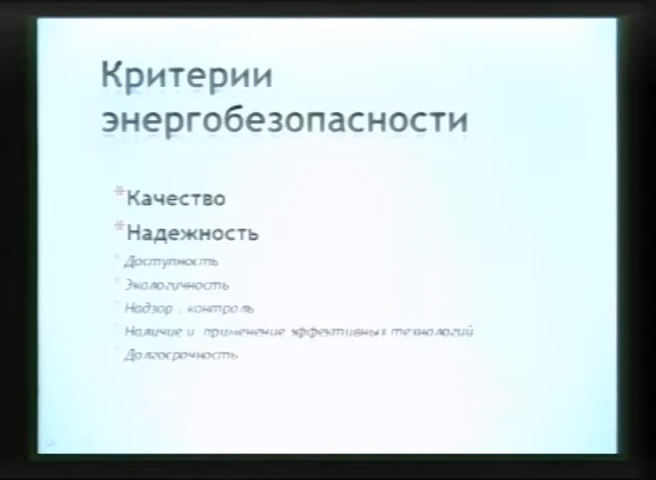 Критерии
энергобезопасности
*Качество
*Надежность
*Доступность
*Экологичность
*Надзор , контроль
*Наличие и применение эффективных технологий
*Долгосрочность